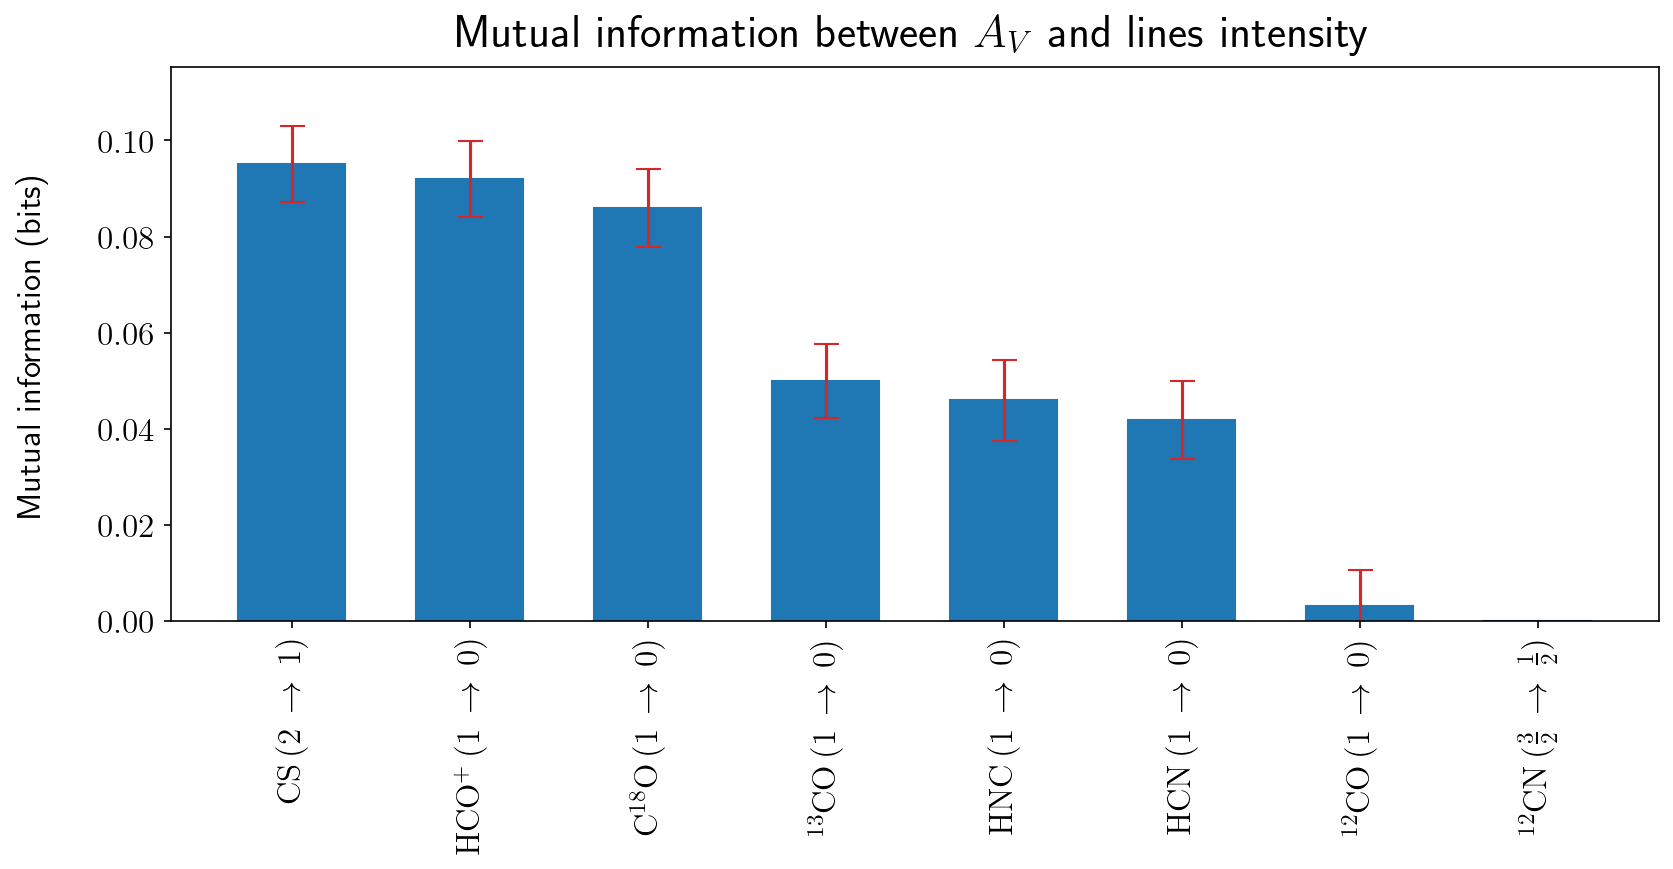 Mutual information between A_V and lines intensity
Mutual information (bits)
0.10
0.08
0.06
0.04
0.02
0.00
CS (2 → 1)
HCO⁺ (1 → 0)
C¹⁸O (1 → 0)
¹³CO (1 → 0)
HNC (1 → 0)
HCN (1 → 0)
¹²CO (1 → 0)
¹²CN (3/2 → 1/2)